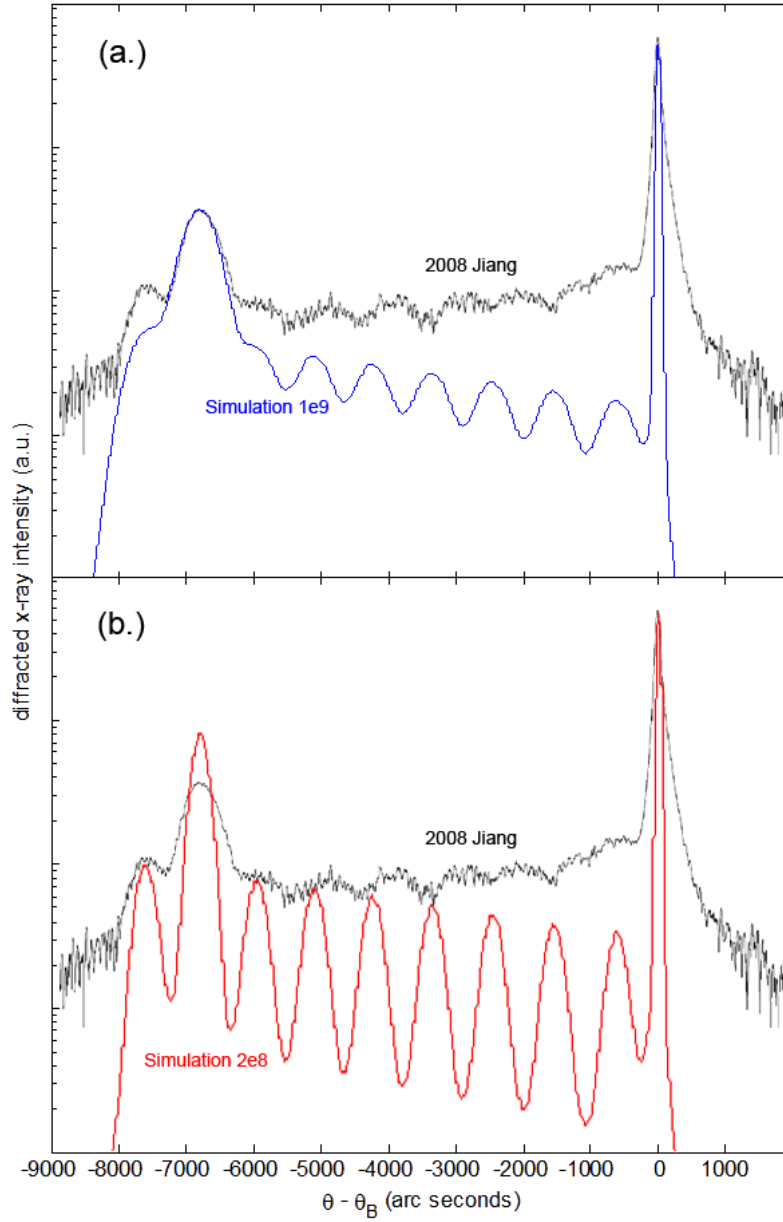 (a.)
2008 Jiang
Simulation 1e9
diffracted x-ray intensity (a.u.)
(b.)
2008 Jiang
Simulation 2e8
-9000 -8000 -7000 -6000 -5000 -4000 -3000 -2000 -1000 0 1000
θ - θB (arc seconds)